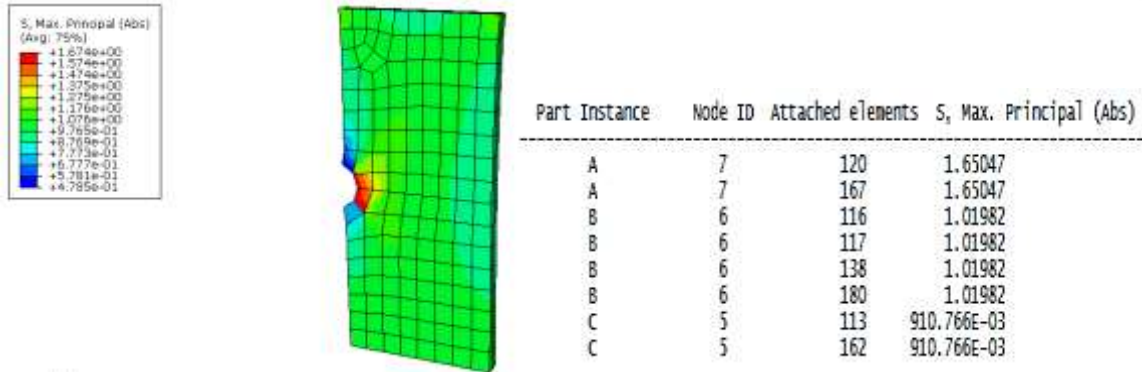 S, Max. Principal (Abs)
(Avg: 75%)
+1.674e+00
+1.574e+00
+1.474e+00
+1.375e+00
+1.275e+00
+1.176e+00
+1.076e+00
+9.765e-01
+8.769e-01
+7.773e-01
+6.777e-01
+5.781e-01
+4.785e-01
Part Instance Node ID Attached elements S, Max. Principal (Abs)
A 7 120 1.65047
A 7 167 1.65047
B 6 116 1.01982
B 6 117 1.01982
B 6 138 1.01982
B 6 180 1.01982
C 5 113 910.766E-03
C 5 162 910.766E-03